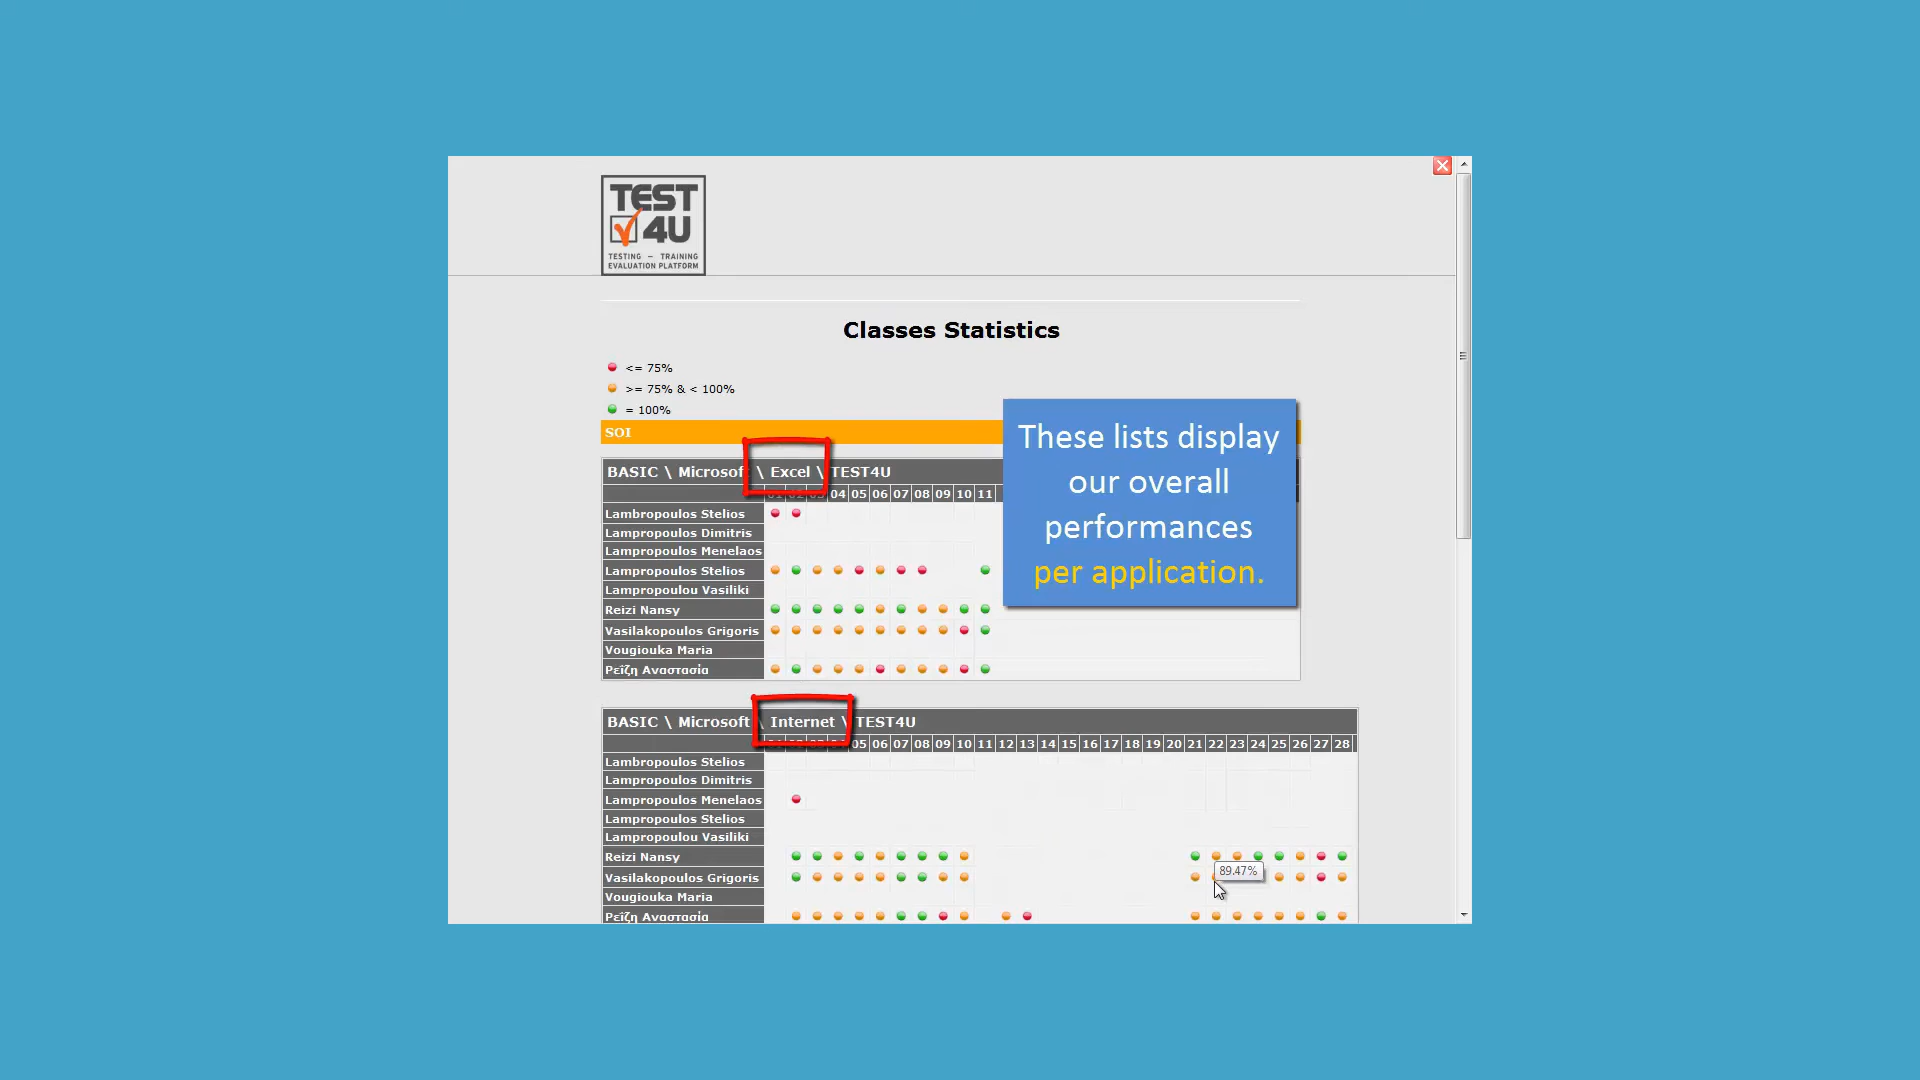 TEST
4U
TESTING – TRAINING
EVALUATION PLATFORM
Classes Statistics
<= 75%
>= 75% & < 100%
= 100%
SOI
These lists display
our overall
performances
per application.
BASIC \ Microsoft \ Excel \ TEST4U
04 05 06 07 08 09 10 11
Lambropoulos Stelios
Lampropoulos Dimitris
Lampropoulos Menelaos
Lampropoulos Stelios
Lampropoulou Vasiliki
Reizi Nansy
Vasilakopoulos Grigoris
Vougiouka Maria
Ρεΐζη Αναστασία
BASIC \ Microsoft \ Internet \ TEST4U
05 06 07 08 09 10 11 12 13 14 15 16 17 18 19 20 21 22 23 24 25 26 27 28
Lambropoulos Stelios
Lampropoulos Dimitris
Lampropoulos Menelaos
Lampropoulos Stelios
Lampropoulou Vasiliki
Reizi Nansy
89.47%
Vasilakopoulos Grigoris
Vougiouka Maria
Ρεΐζη Αναστασία